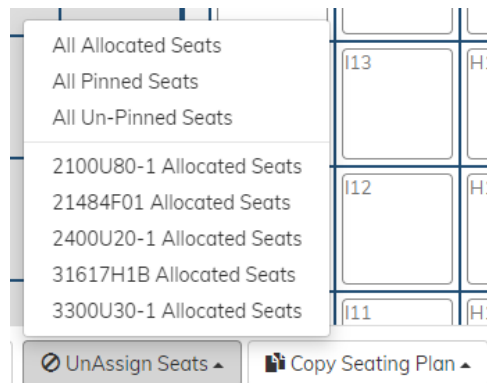 All Allocated Seats
All Pinned Seats
All Un-Pinned Seats
2100U80-1 Allocated Seats
21484F01 Allocated Seats
2400U20-1 Allocated Seats
31617H1B Allocated Seats
3300U30-1 Allocated Seats
I13
I12
I11
UnAssign Seats
Copy Seating Plan